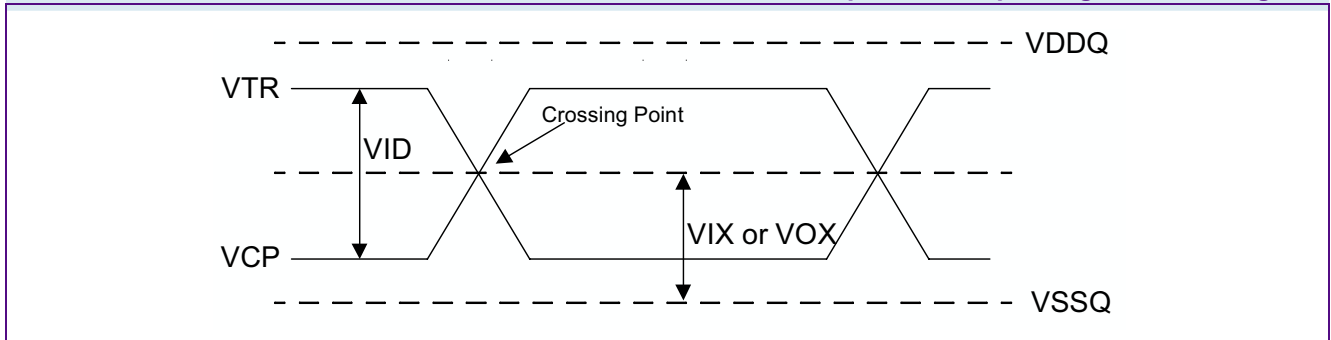 VDDQ
VTR
Crossing Point
VID
VIX or VOX
VCP
VSSQ